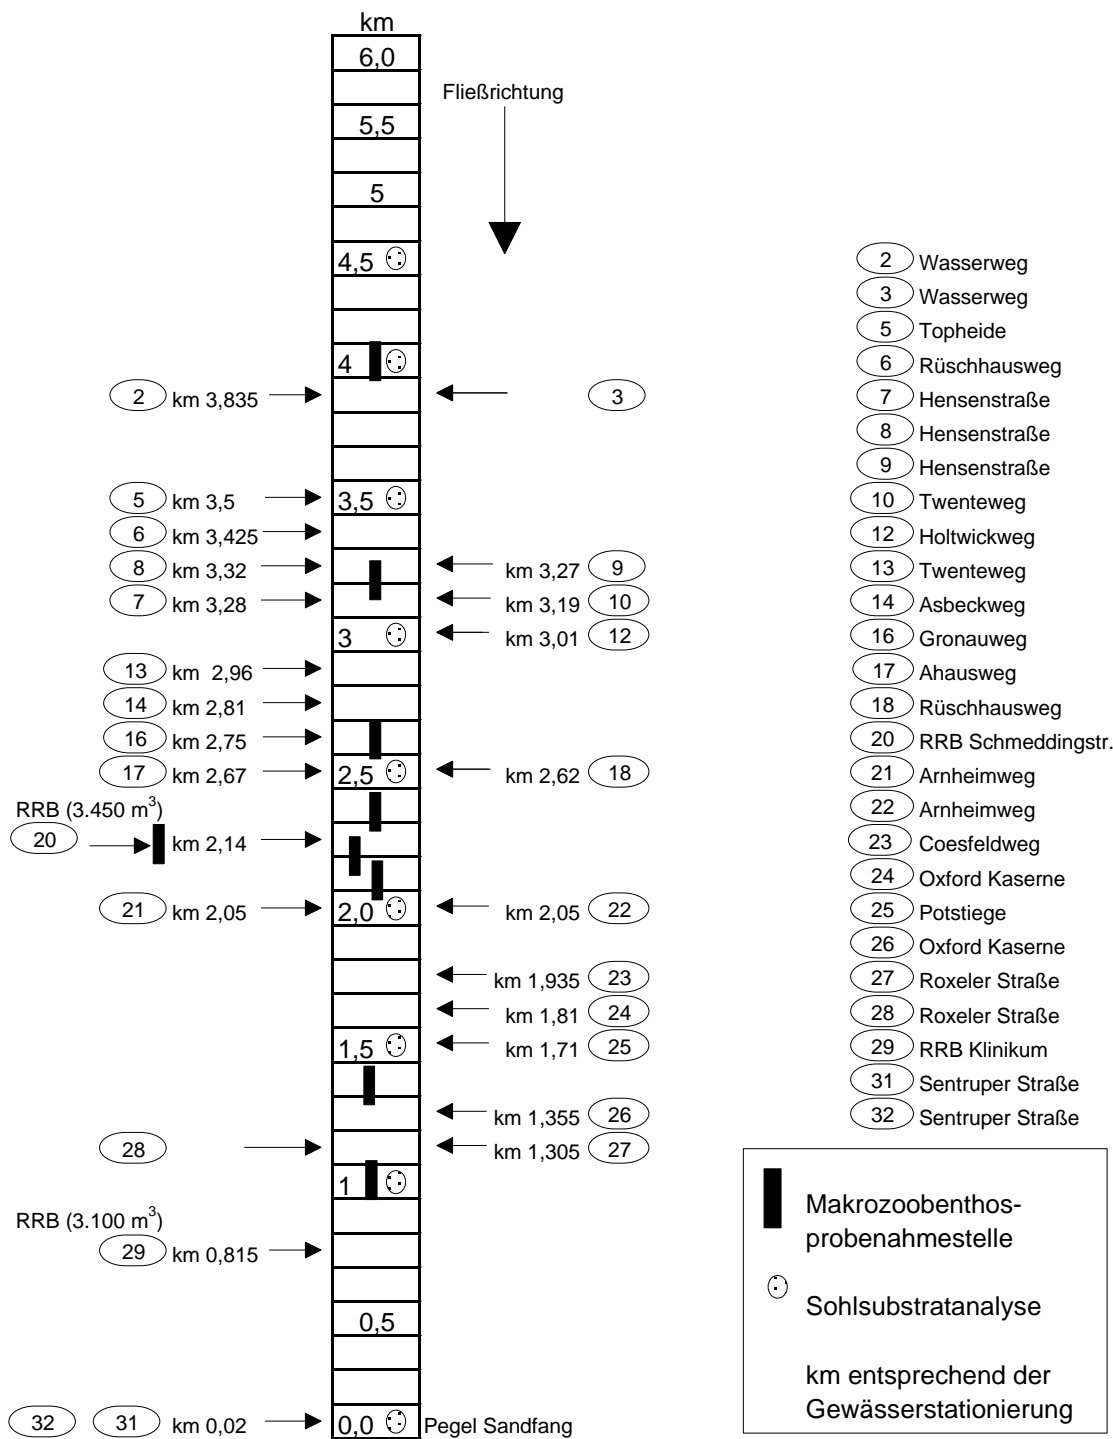 km
6,0
Fließrichtung
5,5
5
4,5
4
2 km 3,835
3
5 km 3,5
3,5
6 km 3,425
8 km 3,32
km 3,27 9
7 km 3,28
km 3,19 10
3
km 3,01 12
13 km 2,96
14 km 2,81
16 km 2,75
17 km 2,67
2,5
km 2,62 18
RRB (3.450 m³)
20
km 2,14
21 km 2,05
2,0
km 2,05 22
km 1,935 23
km 1,81 24
1,5
km 1,71 25
km 1,355 26
28
km 1,305 27
1
RRB (3.100 m³)
29 km 0,815
0,5
32 31 km 0,02
0,0
Pegel Sandfang
2 Wasserweg
3 Wasserweg
5 Topheide
6 Rüschhausweg
7 Hensenstraße
8 Hensenstraße
9 Hensenstraße
10 Twenteweg
12 Holtwickweg
13 Twenteweg
14 Asbeckweg
16 Gronauweg
17 Ahausweg
18 Rüschhausweg
20 RRB Schmeddingstr.
21 Arnheimweg
22 Arnheimweg
23 Coesfeldweg
24 Oxford Kaserne
25 Potstiege
26 Oxford Kaserne
27 Roxeler Straße
28 Roxeler Straße
29 RRB Klinikum
31 Sentruper Straße
32 Sentruper Straße
Makrozoobenthos-
probenahmestelle
Sohlsubstratanalyse
km entsprechend der
Gewässerstationierung